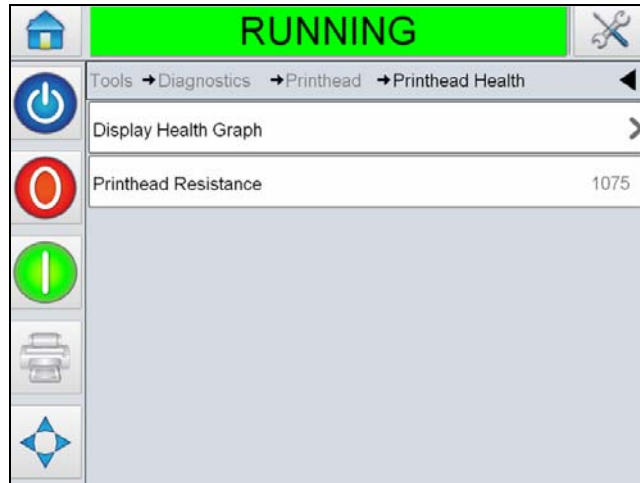 RUNNING
Tools ➔Diagnostics ➔Printhead ➔Printhead Health
Display Health Graph
Printhead Resistance 1075